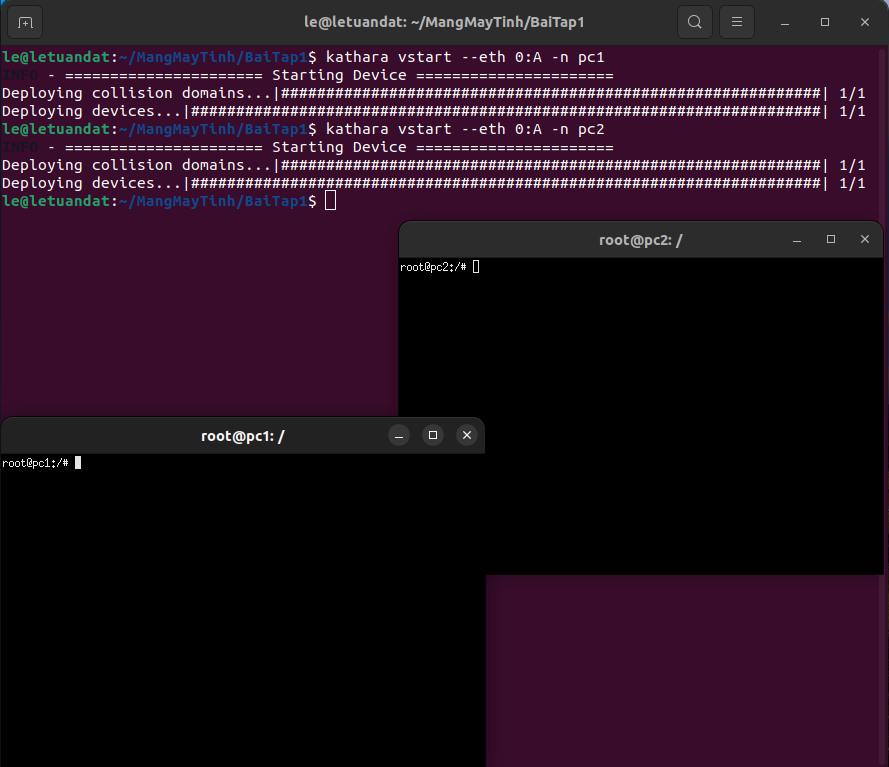 le@letuandat: ~/MangMayTinh/BaiTap1
le@letuandat:~/MangMayTinh/BaiTap1$ kathara vstart --eth 0:A -n pc1
INFO - ====================== Starting Device ======================
Deploying collision domains...|############################################################| 1/1
Deploying devices...|######################################################################| 1/1
le@letuandat:~/MangMayTinh/BaiTap1$ kathara vstart --eth 0:A -n pc2
INFO - ====================== Starting Device ======================
Deploying collision domains...|############################################################| 1/1
Deploying devices...|######################################################################| 1/1
le@letuandat:~/MangMayTinh/BaiTap1$
root@pc2: /
root@pc2:/#
root@pc1: /
root@pc1:/#